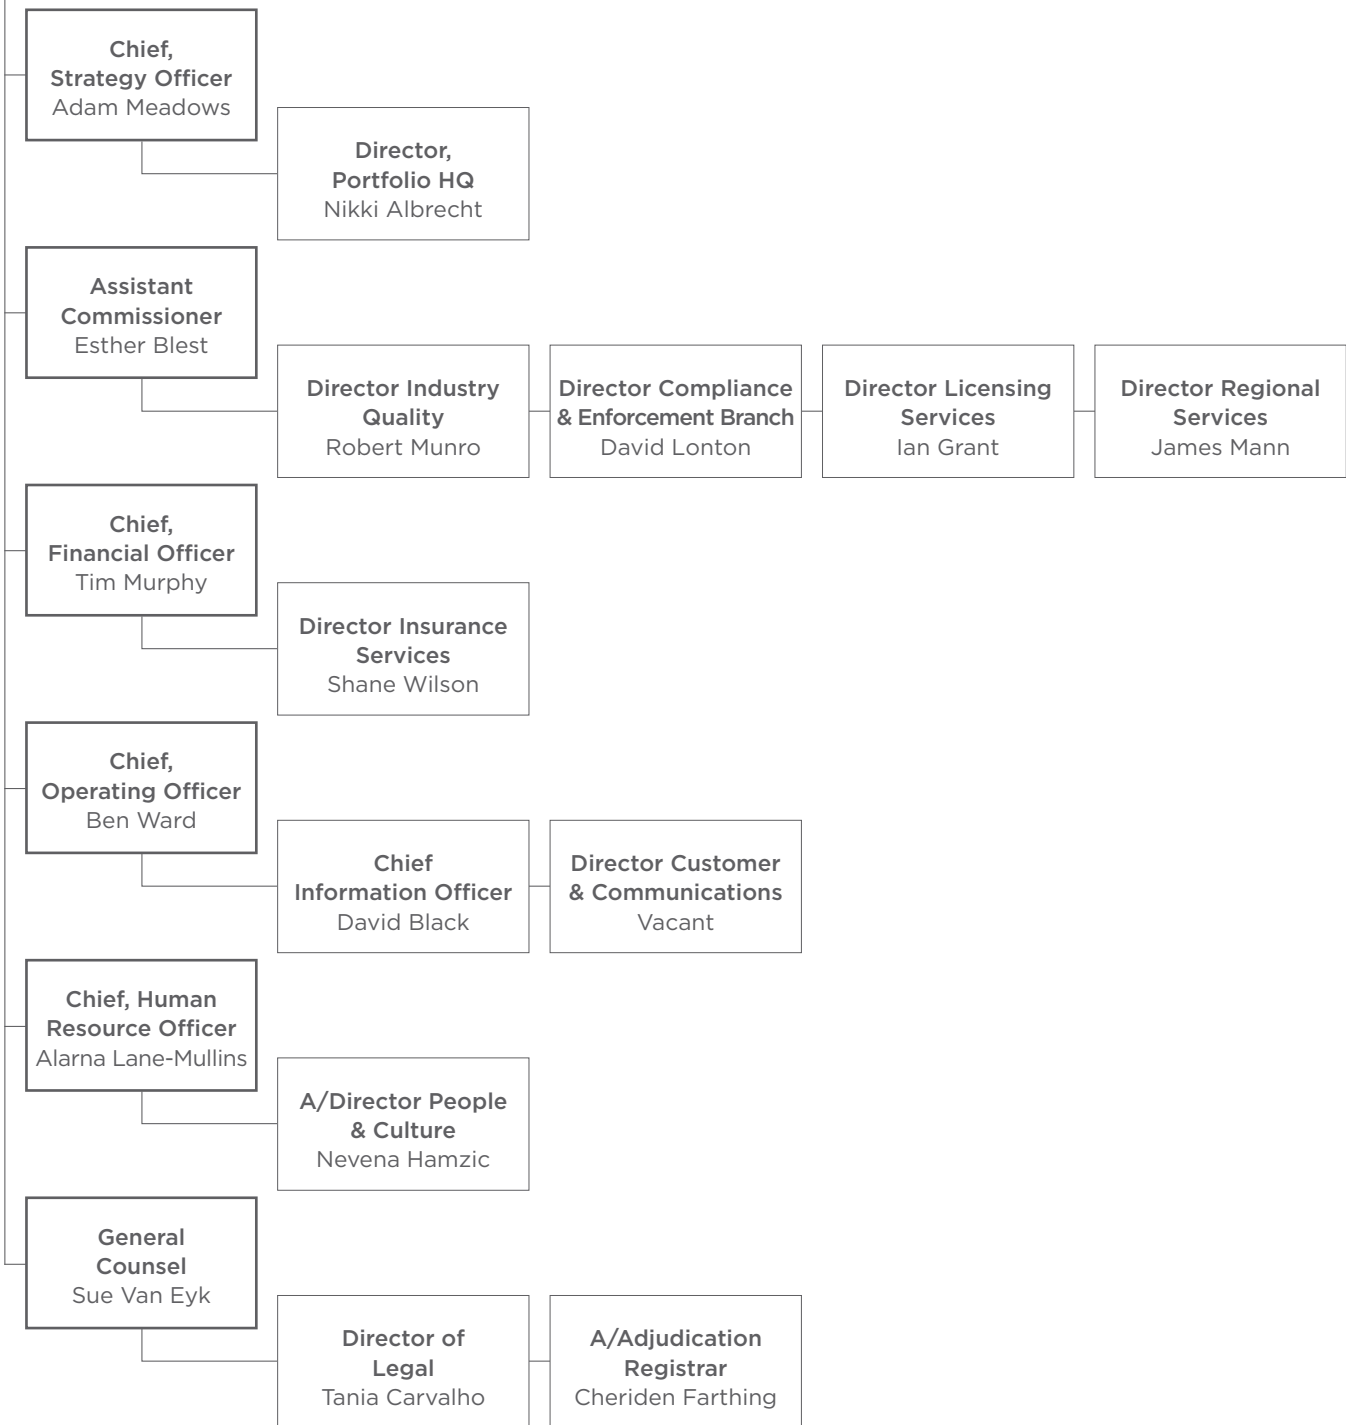 Chief,
Strategy Officer
Adam Meadows
Director,
Portfolio HQ
Nikki Albrecht
Assistant
Commissioner
Esther Blest
Director Industry
Quality
Robert Munro
Director Compliance
& Enforcement Branch
David Lonton
Director Licensing
Services
Ian Grant
Director Regional
Services
James Mann
Chief,
Financial Officer
Tim Murphy
Director Insurance
Services
Shane Wilson
Chief,
Operating Officer
Ben Ward
Chief
Information Officer
David Black
Director Customer
& Communications
Vacant
Chief, Human
Resource Officer
Alarna Lane-Mullins
A/Director People
& Culture
Nevena Hamzic
General
Counsel
Sue Van Eyk
Director of
Legal
Tania Carvalho
A/Adjudication
Registrar
Cheriden Farthing